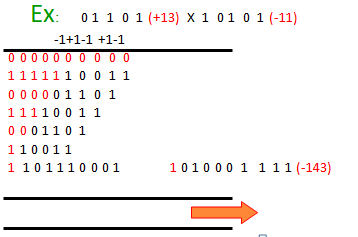 Ex: 0 1 1 0 1 (+13) X 1 0 1 0 1 (-11)
-1+1-1 +1-1
0 0 0 0 0 0 0 0 0 0
1 1 1 1 1 0 0 1 1
0 0 0 0 0 1 1 0 1
1 1 1 1 0 0 1 1
0 0 0 1 1 0 1
1 1 0 0 1 1
1 1 0 1 1 1 0 0 0 1 1 0 1 0 0 0 1 1 1 1 (-143)